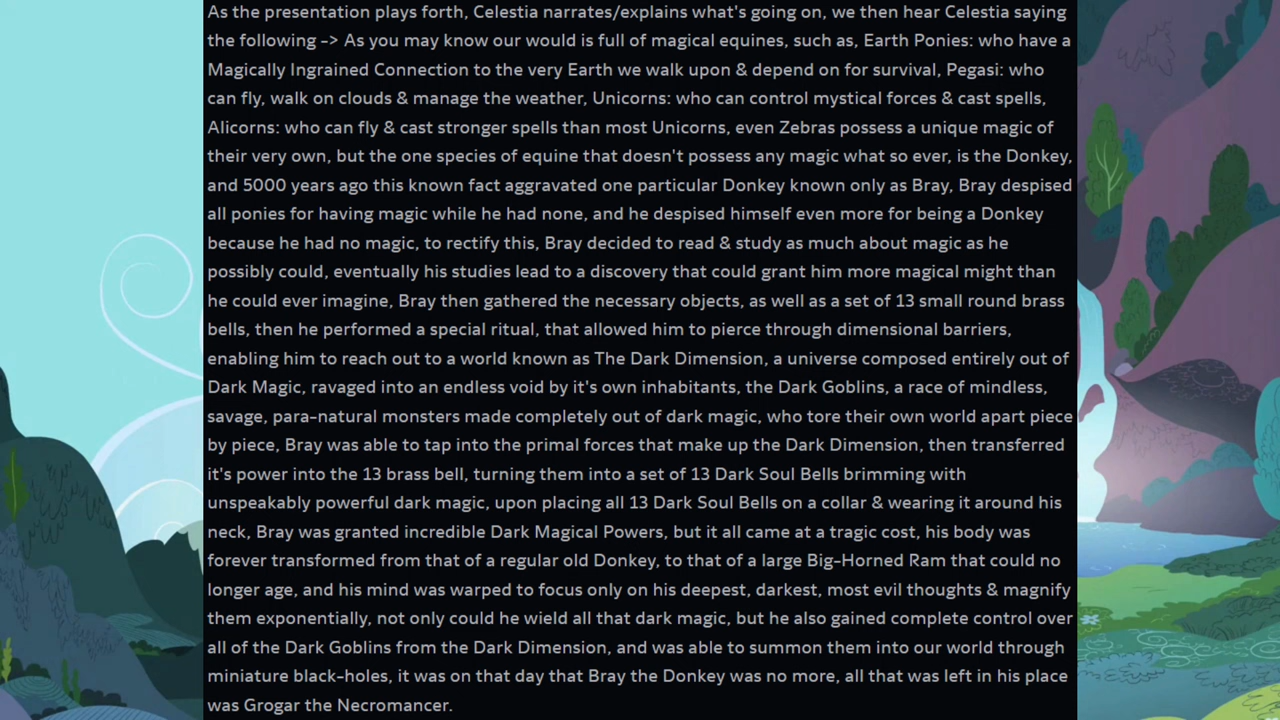 As the presentation plays forth, Celestia narrates/explains what's going on, we then hear Celestia saying
the following -> As you may know our would is full of magical equines, such as, Earth Ponies: who have a
Magically Ingrained Connection to the very Earth we walk upon & depend on for survival, Pegasi: who
can fly, walk on clouds & manage the weather, Unicorns: who can control mystical forces & cast spells,
Alicorns: who can fly & cast stronger spells than most Unicorns, even Zebras possess a unique magic of
their very own, but the one species of equine that doesn't possess any magic what so ever, is the Donkey,
and 5000 years ago this known fact aggravated one particular Donkey known only as Bray, Bray despised
all ponies for having magic while he had none, and he despised himself even more for being a Donkey
because he had no magic, to rectify this, Bray decided to read & study as much about magic as he
possibly could, eventually his studies lead to a discovery that could grant him more magical might than
he could ever imagine, Bray then gathered the necessary objects, as well as a set of 13 small round brass
bells, then he performed a special ritual, that allowed him to pierce through dimensional barriers,
enabling him to reach out to a world known as The Dark Dimension, a universe composed entirely out of
Dark Magic, ravaged into an endless void by it's own inhabitants, the Dark Goblins, a race of mindless,
savage, para-natural monsters made completely out of dark magic, who tore their own world apart piece
by piece, Bray was able to tap into the primal forces that make up the Dark Dimension, then transferred
it's power into the 13 brass bell, turning them into a set of 13 Dark Soul Bells brimming with
unspeakably powerful dark magic, upon placing all 13 Dark Soul Bells on a collar & wearing it around his
neck, Bray was granted incredible Dark Magical Powers, but it all came at a tragic cost, his body was
forever transformed from that of a regular old Donkey, to that of a large Big-Horned Ram that could no
longer age, and his mind was warped to focus only on his deepest, darkest, most evil thoughts & magnify
them exponentially, not only could he wield all that dark magic, but he also gained complete control over
all of the Dark Goblins from the Dark Dimension, and was able to summon them into our world through
miniature black-holes, it was on that day that Bray the Donkey was no more, all that was left in his place
was Grogar the Necromancer.